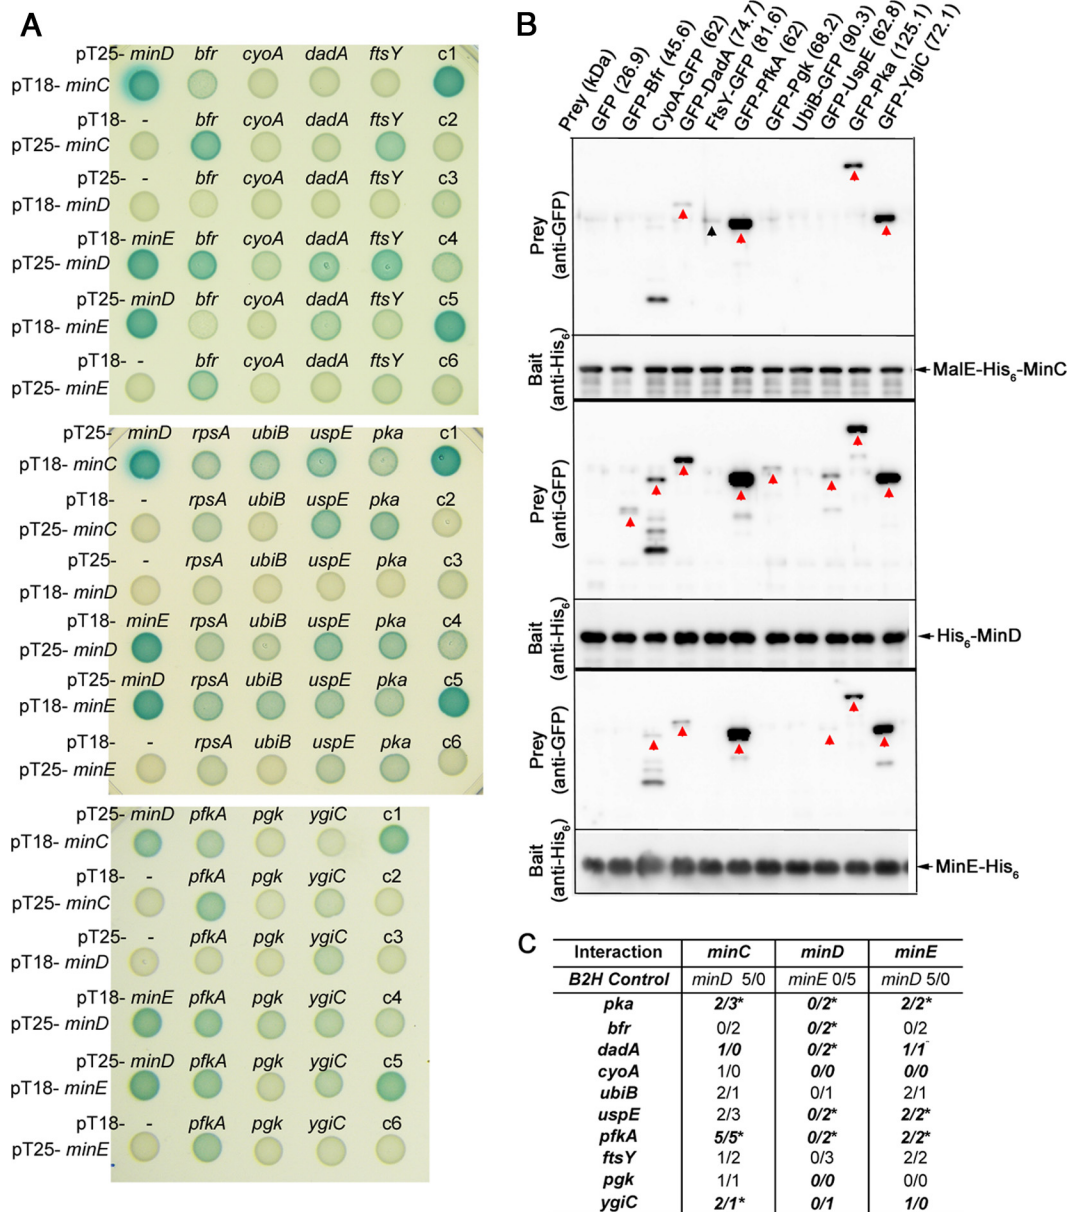 A
pT25- minD bfr cyoA dadA ftsY c1
pT18- minC
pT18- - bfr cyoA dadA ftsY c2
pT25- minC
pT25- - bfr cyoA dadA ftsY c3
pT18- minD
pT18- minE bfr cyoA dadA ftsY c4
pT25- minD
pT25- minD bfr cyoA dadA ftsY c5
pT18- minE
pT18- - bfr cyoA dadA ftsY c6
pT25- minE
pT25- minD rpsA ubiB uspE pka c1
pT18- minC
pT18- - rpsA ubiB uspE pka c2
pT25- minC
pT25- - rpsA ubiB uspE pka c3
pT18- minD
pT18- minE rpsA ubiB uspE pka c4
pT25- minD
pT25- minD rpsA ubiB uspE pka c5
pT18- minE
pT18- - rpsA ubiB uspE pka c6
pT25- minE
pT25- minD pfkA pgk ygiC c1
pT18- minC
pT18- - pfkA pgk ygiC c2
pT25- minC
pT25- - pfkA pgk ygiC c3
pT18- minD
pT18- minE pfkA pgk ygiC c4
pT25- minD
pT25- minD pfkA pgk ygiC c5
pT18- minE
pT18- - pfkA pgk ygiC c6
pT25- minE
B
Prey (kDa)
GFP (26.9)
GFP-Bfr (45.6)
CyoA-GFP (62)
GFP-DadA (74.7)
FtsY-GFP (81.6)
GFP-PfkA (62)
GFP-Pgk (68.2)
UbiB-GFP (90.3)
GFP-UspE (62.8)
GFP-Pka (125.1)
GFP-YgiC (72.1)
Prey
(anti-GFP)
Bait
(anti-His6)
MalE-His6-MinC
Prey
(anti-GFP)
Bait
(anti-His6)
His6-MinD
Prey
(anti-GFP)
Bait
(anti-His6)
MinE-His6
C
Interaction minC minD minE
B2H Control minD 5/0 minE 0/5 minD 5/0
pka 2/3* 0/2* 2/2*
bfr 0/2 0/2* 0/2
dadA 1/0 0/2* 1/1
cyoA 1/0 0/0 0/0
ubiB 2/1 0/1 2/1
uspE 2/3 0/2* 2/2*
pfkA 5/5* 0/2* 2/2*
ftsY 1/2 0/3 2/2
pgk 1/1 0/0 0/0
ygiC 2/1* 0/1 1/0